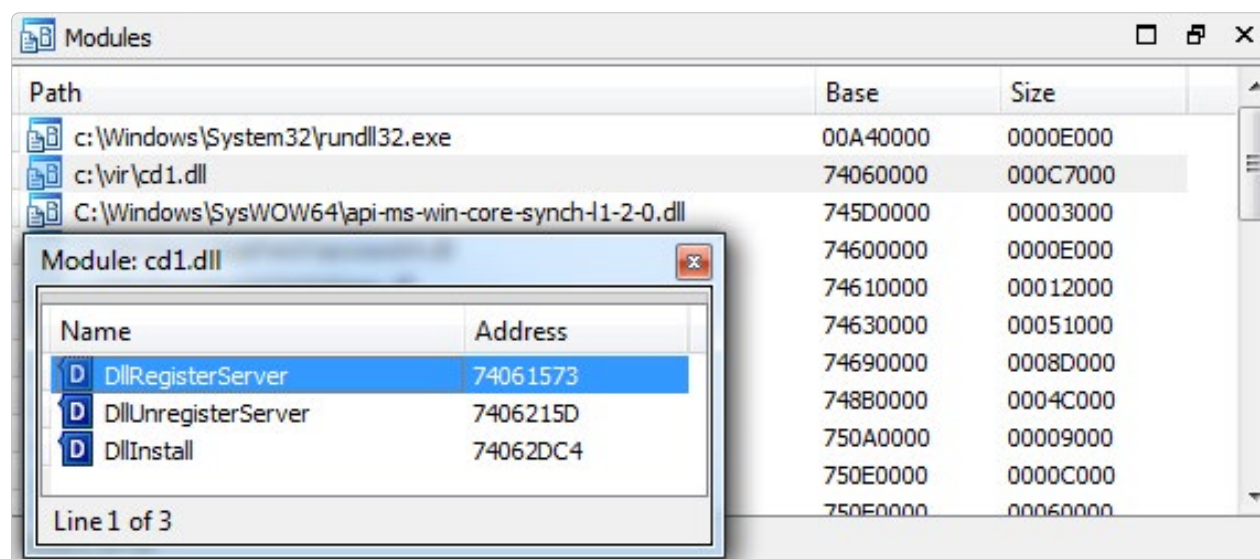 Modules
Path Base Size
c:\Windows\System32\rundll32.exe 00A40000 0000E000
c:\vir\cd1.dll 74060000 000C7000
C:\Windows\SysWOW64\api-ms-win-core-synch-l1-2-0.dll 745D0000 00003000
74600000 0000E000
74610000 00012000
74630000 00051000
74690000 0008D000
748B0000 0004C000
750A0000 00009000
750E0000 0000C000
750F0000 00060000
Module: cd1.dll
Name Address
D DllRegisterServer 74061573
D DllUnregisterServer 7406215D
D DllInstall 74062DC4
Line 1 of 3